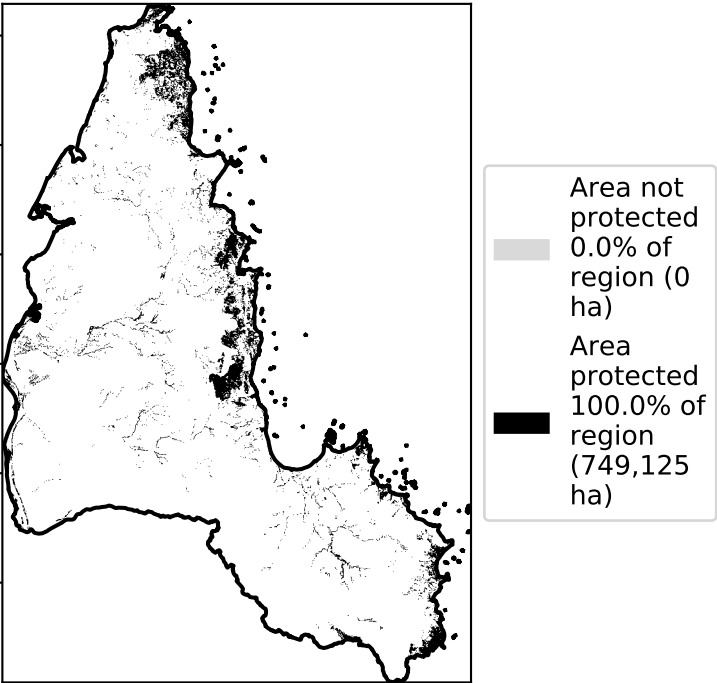 Area not
protected
0.0% of
region (0
ha)
Area
protected
100.0% of
region
(749,125
ha)